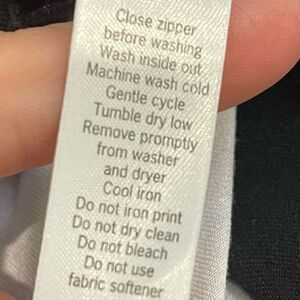 Close zipper
before washing
Wash inside out
Machine wash cold
Gentle cycle
Tumble dry low
Remove promptly
from washer
and dryer
Cool iron
Do not iron print
Do not dry clean
Do not bleach
Do not use
fabric softener